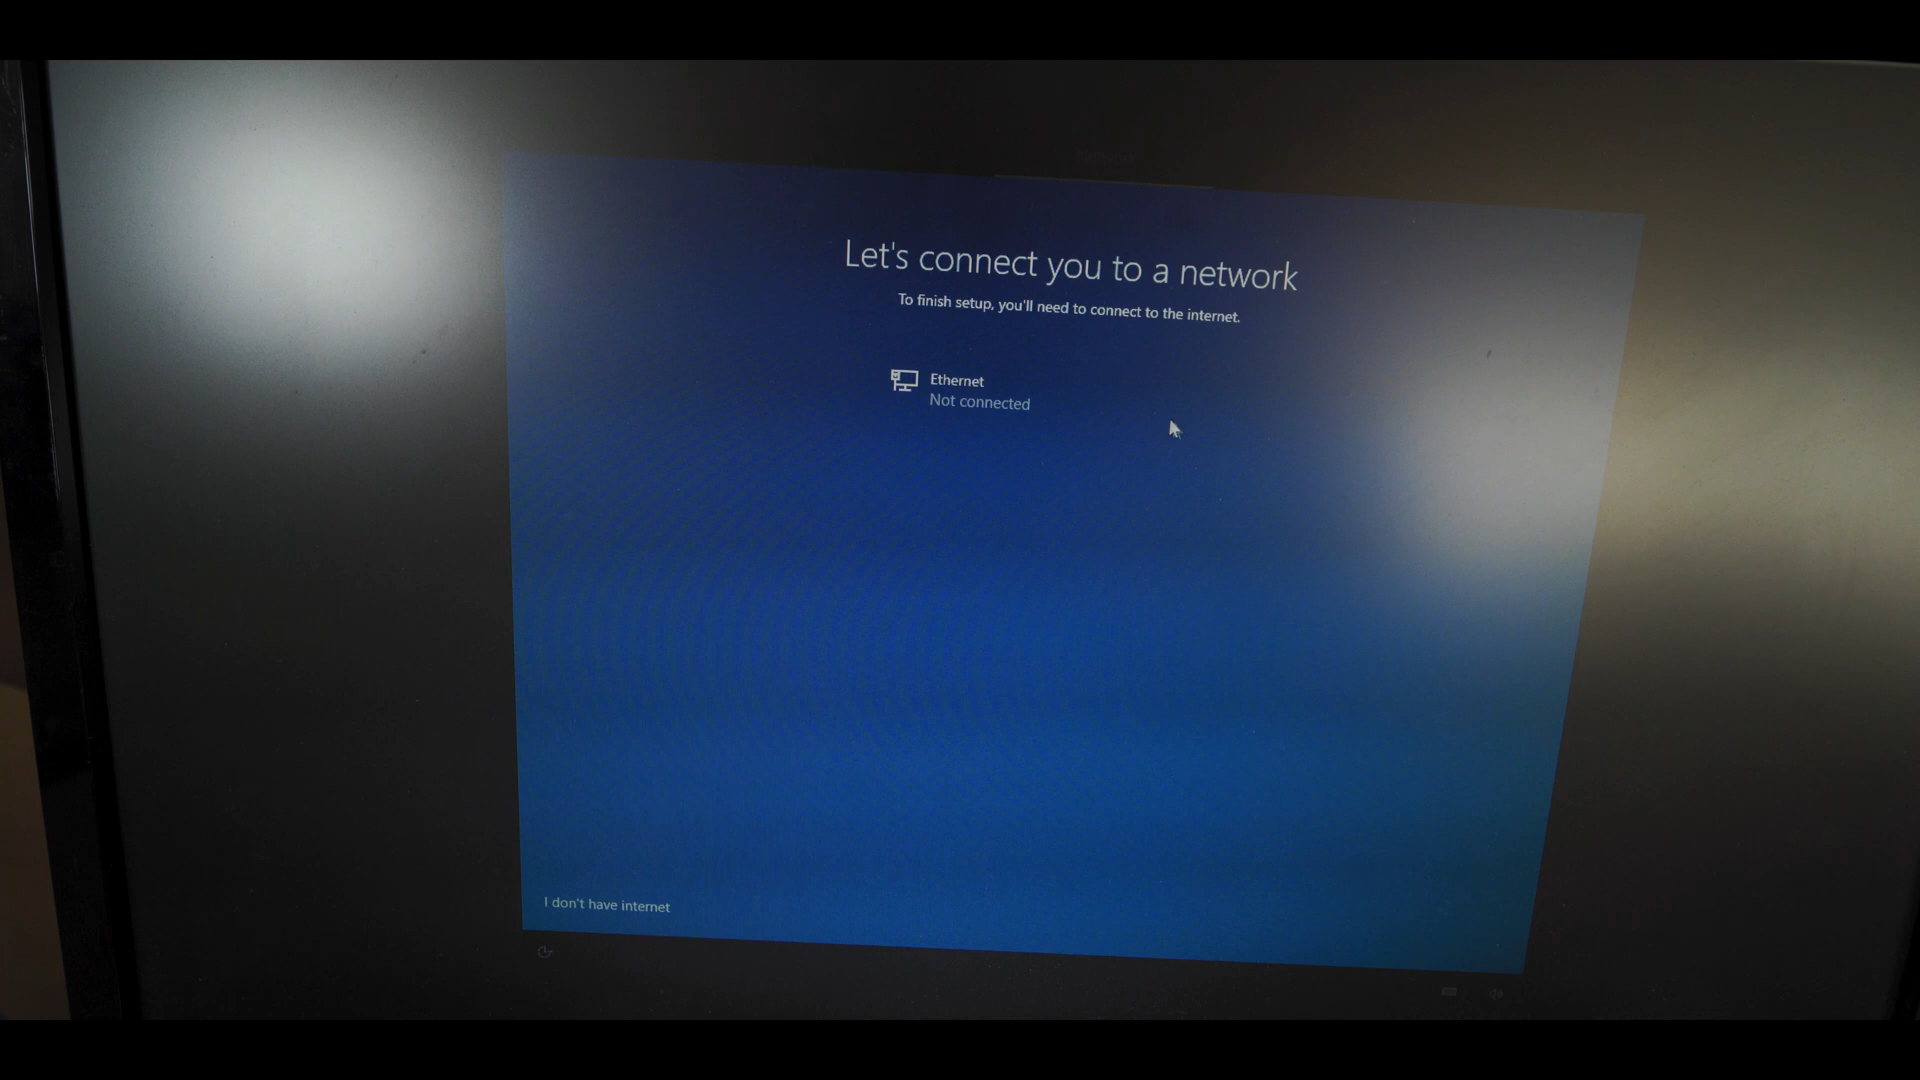 Let's connect you to a network
To finish setup, you'll need to connect to the internet.
Ethernet
Not connected
I don't have internet